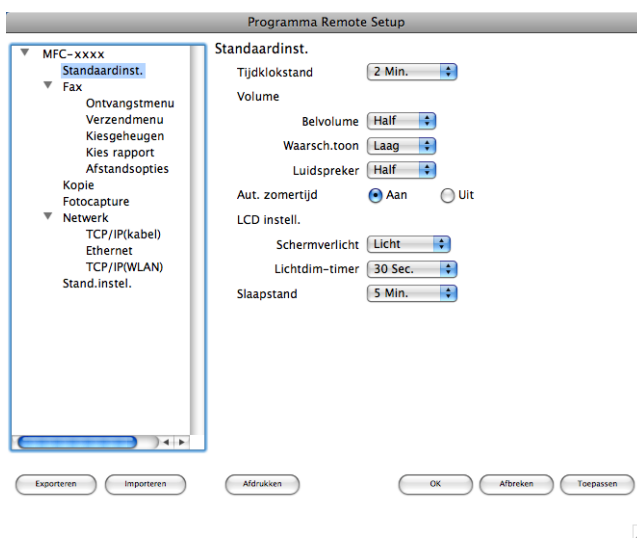 Programma Remote Setup
MFC-xxxx
Standaardinst.
Fax
Ontvangstmenu
Verzendmenu
Kiesgeheugen
Kies rapport
Afstandsopties
Kopie
Fotocapture
Netwerk
TCP/IP(kabel)
Ethernet
TCP/IP(WLAN)
Stand.instel.
Standaardinst.
Tijdklokstand 2 Min.
Volume
Belvolume Half
Waarsch.toon Laag
Luidspreker Half
Aut. zomertijd Aan Uit
LCD instell.
Schermverlicht Licht
Lichtdim-timer 30 Sec.
Slaapstand 5 Min.
Exporteren Importeren Afdrukken OK Afbreken Toepassen